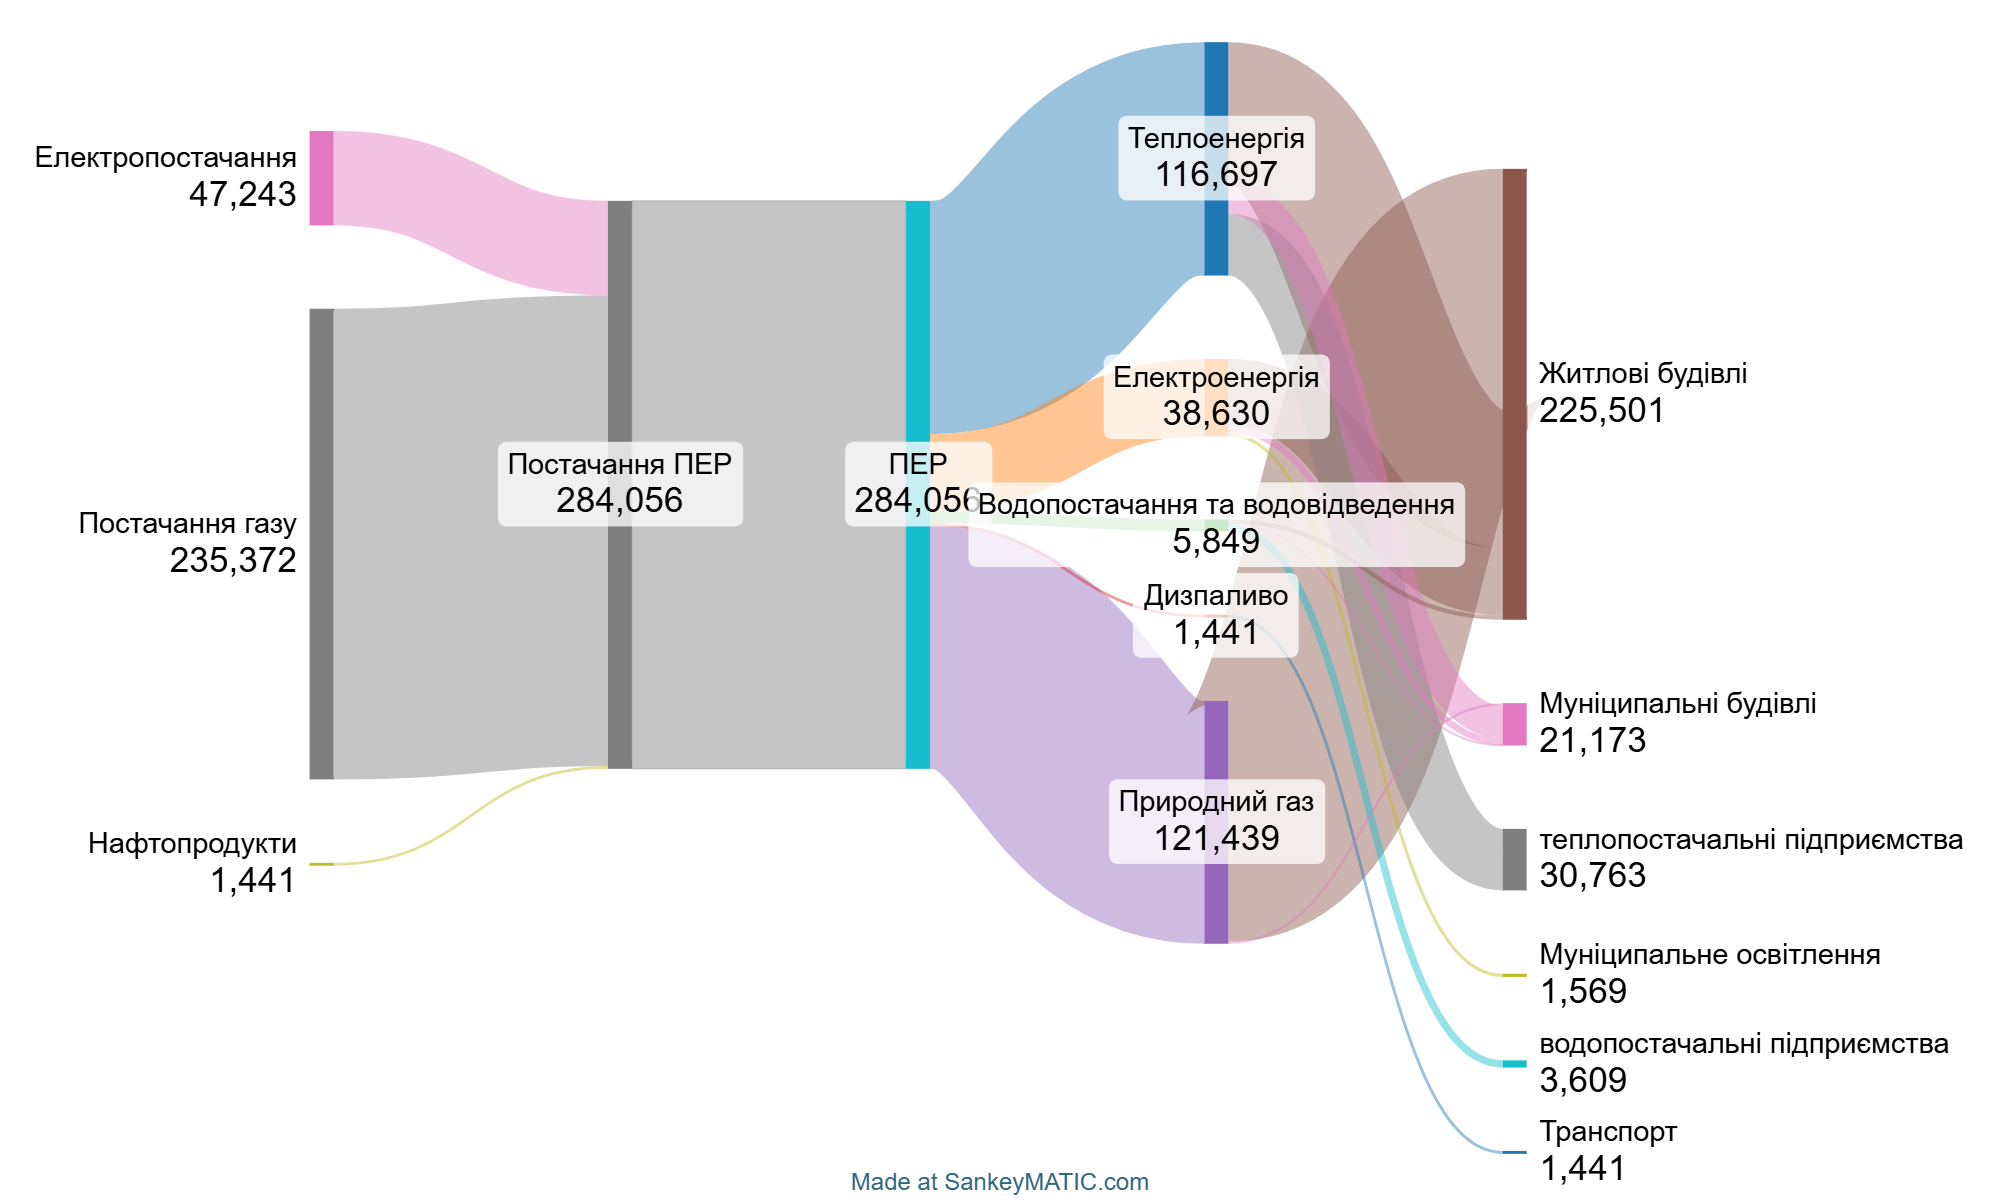 Електропостачання
47,243
Постачання газу
235,372
Нафтопродукти
1,441
Постачання ПЕР
284,056
ПЕР
284,056
Теплоенергія
116,697
Електроенергія
38,630
Водопостачання та водовідведення
5,849
Дизпаливо
1,441
Природний газ
121,439
Житлові будівлі
225,501
Муніципальні будівлі
21,173
теплопостачальні підприємства
30,763
Муніципальне освітлення
1,569
водопостачальні підприємства
3,609
Транспорт
1,441
Made at SankeyMATIC.com